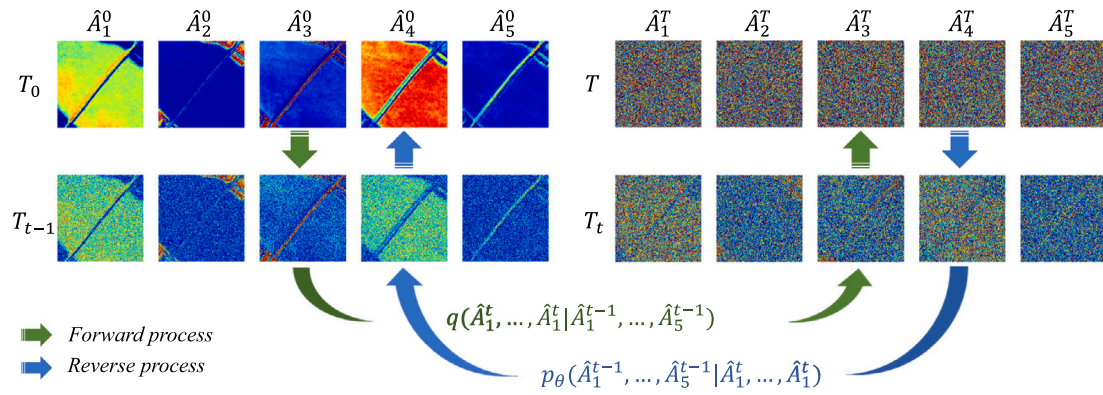 Â₁⁰ Â₂⁰ Â₃⁰ Â₄⁰ Â₅⁰ Â₁ᵀ Â₂ᵀ Â₃ᵀ Â₄ᵀ Â₅ᵀ
T₀ T
Tₜ₋₁ Tₜ
q(Â₁ᵗ, … , Â₁ᵗ|Â₁ᵗ⁻¹, … , Â₅ᵗ⁻¹)
Forward process
Reverse process
p_θ(Â₁ᵗ⁻¹, … , Â₅ᵗ⁻¹|Â₁ᵗ, … , Â₁ᵗ)